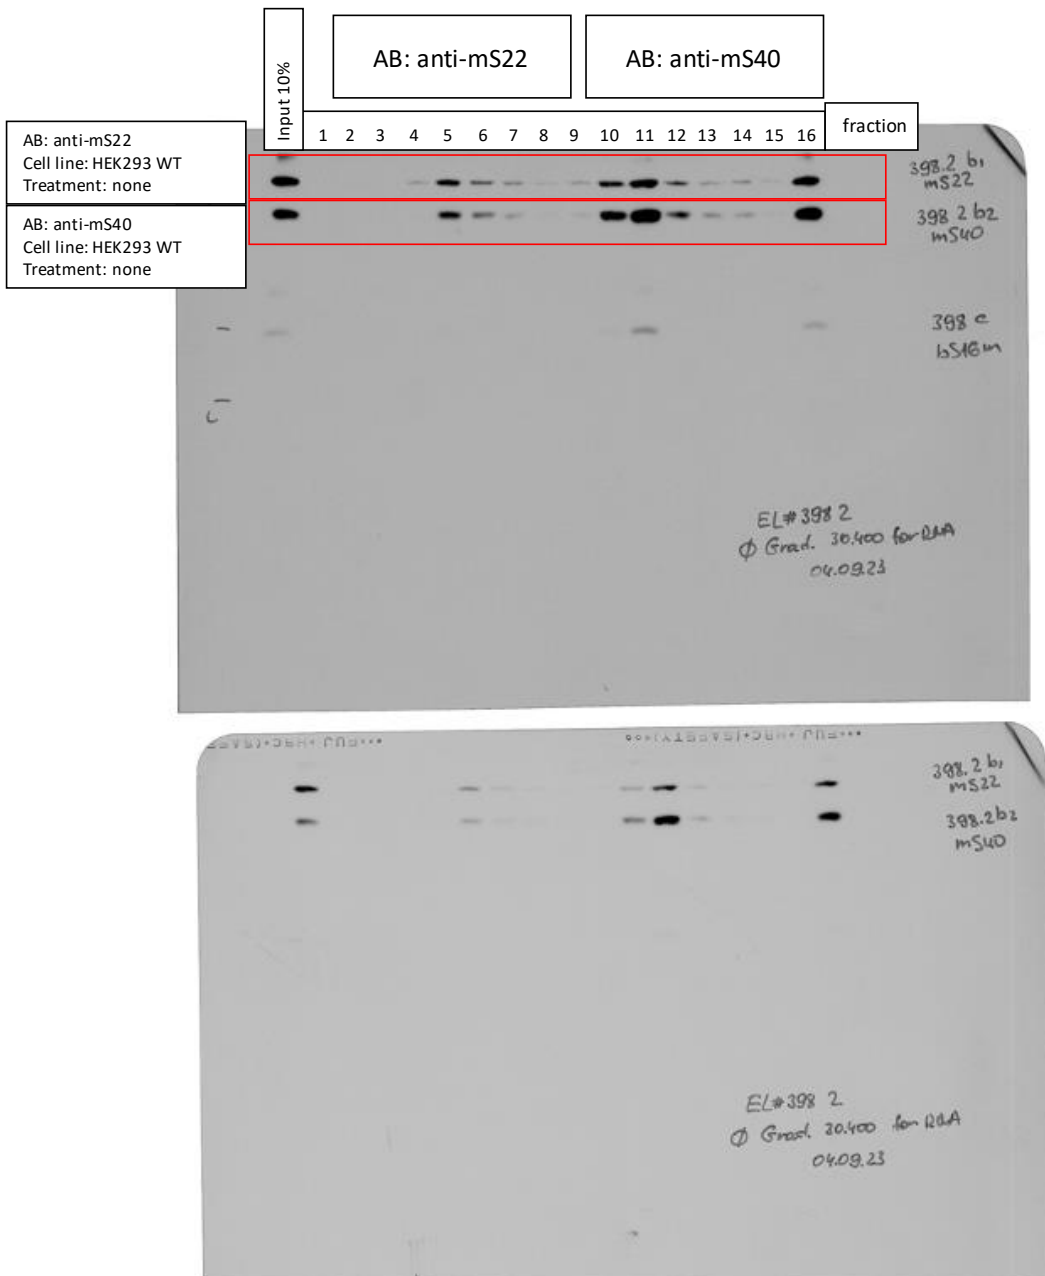 Input 10%
AB: anti-mS22
AB: anti-mS40
1 2 3 4 5 6 7 8 9 10 11 12 13 14 15 16
fraction
AB: anti-mS22
Cell line: HEK293 WT
Treatment: none
AB: anti-mS40
Cell line: HEK293 WT
Treatment: none
398.2 b1
mS22
398 2 b2
mS40
398 c
bS16m
L
EL#398 2
Ø Grad. 30.400 for RNA
04.09.23
398.2 b1
mS22
398.2 b2
mS40
EL#398 2
Ø Grad. 30.400 for RNA
04.09.23